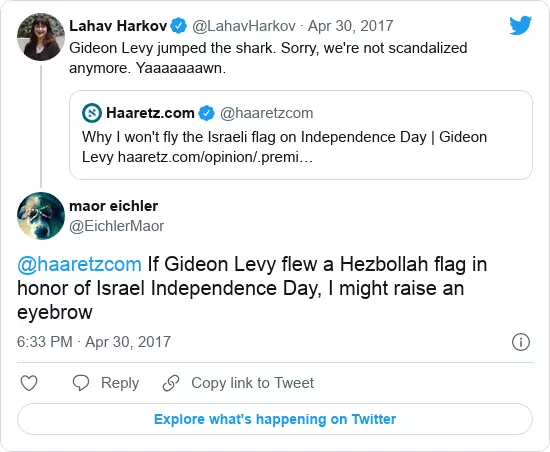 Lahav Harkov @LahavHarkov · Apr 30, 2017
Gideon Levy jumped the shark. Sorry, we're not scandalized
anymore. Yaaaaaaawn.
Haaretz.com @haaretzcom
Why I won't fly the Israeli flag on Independence Day | Gideon
Levy haaretz.com/opinion/.premi…
maor eichler
@EichlerMaor
@haaretzcom If Gideon Levy flew a Hezbollah flag in
honor of Israel Independence Day, I might raise an
eyebrow
6:33 PM · Apr 30, 2017
Reply Copy link to Tweet
Explore what's happening on Twitter